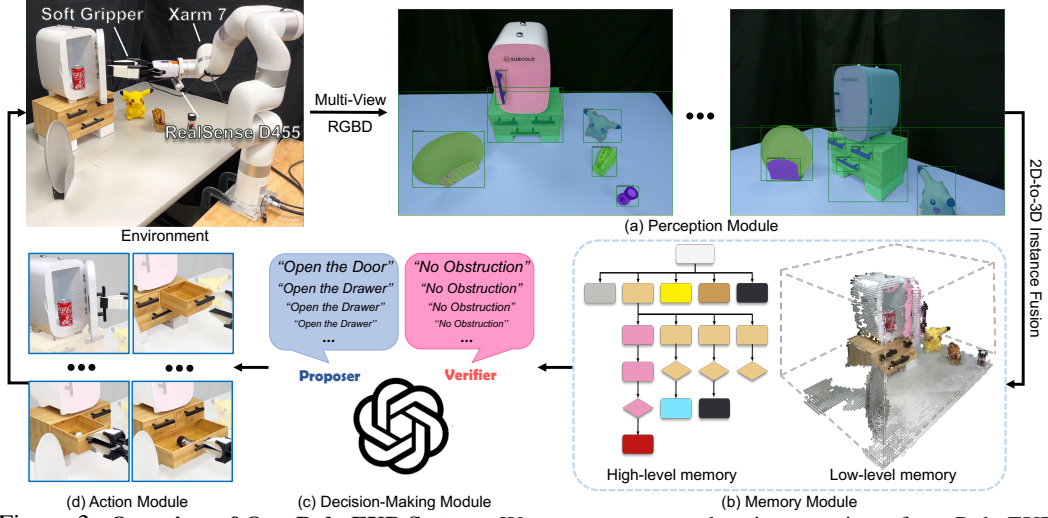 Soft Gripper
Xarm 7
RealSense D455
Environment
Multi-View
RGBD
SUBCOLD
(a) Perception Module
2D-to-3D Instance Fusion
“Open the Door”
“Open the Drawer”
“Open the Drawer”
“Open the Drawer”
...
Proposer
“No Obstruction”
“No Obstruction”
“No Obstruction”
“No Obstruction”
...
Verifier
High-level memory
Low-level memory
(d) Action Module
(c) Decision-Making Module
(b) Memory Module